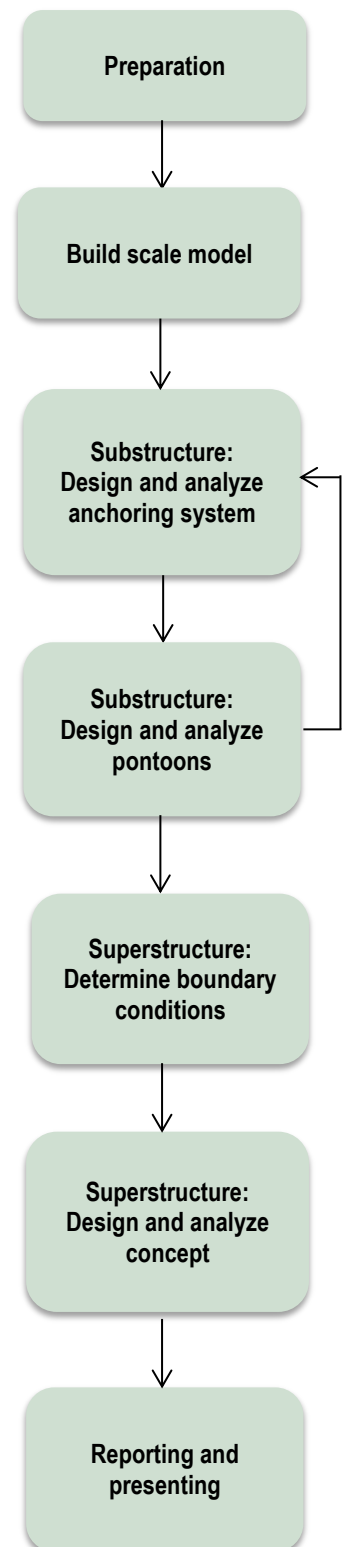 Preparation
Build scale model
Substructure:
Design and analyze
anchoring system
Substructure:
Design and analyze
pontoons
Superstructure:
Determine boundary
conditions
Superstructure:
Design and analyze
concept
Reporting and
presenting